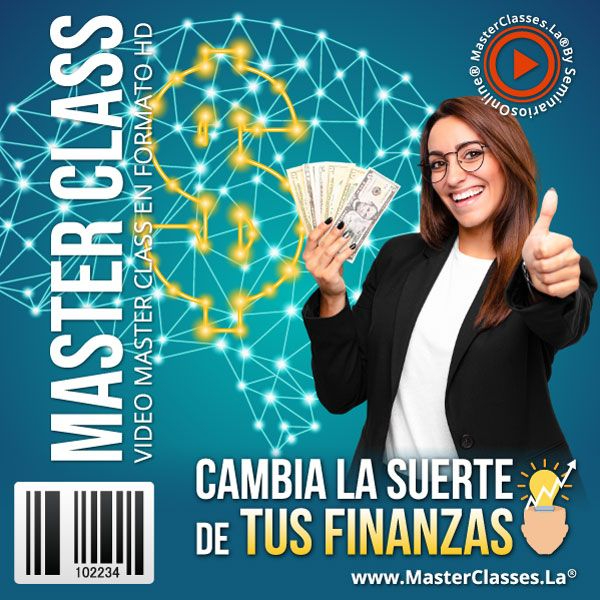 MASTER CLASS
VIDEO MASTER CLASS EN FORMATO HD
MasterClasses.La®By SeminariosOnline®
CAMBIA LA SUERTE
DE TUS FINANZAS
102234
www.MasterClasses.La®